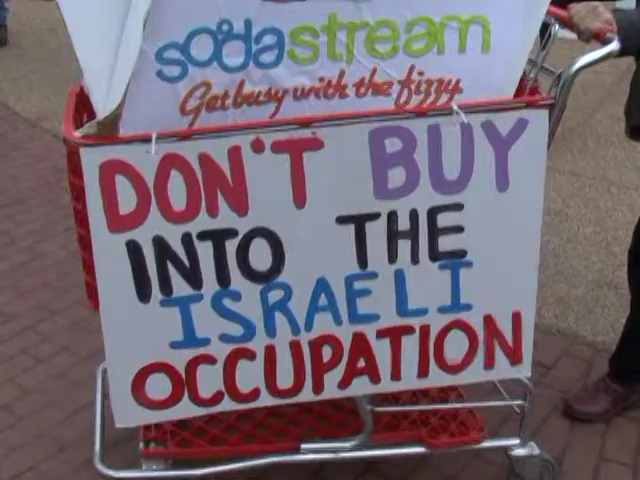 sodastream
Get busy with the fizzy
DON'T BUY
INTO THE
ISRAELI
OCCUPATION